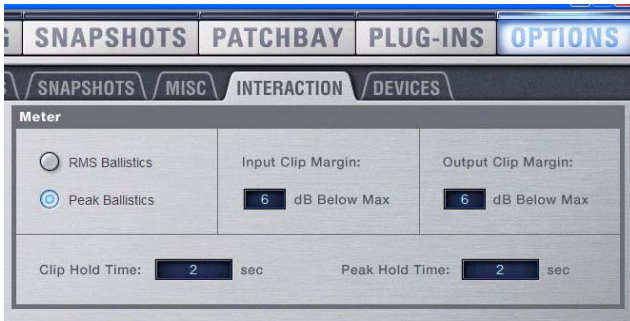 SNAPSHOTS PATCHBAY PLUG-INS OPTIONS
SNAPSHOTS MISC INTERACTION DEVICES
Meter
RMS Ballistics Input Clip Margin: Output Clip Margin:
Peak Ballistics 6 dB Below Max 6 dB Below Max
Clip Hold Time: 2 sec Peak Hold Time: 2 sec